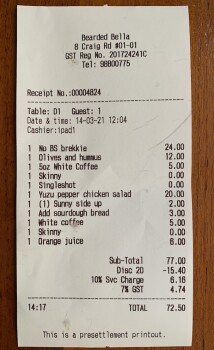 Bearded Bella
8 Craig Rd #01-01
GST Reg No. 201724241C
Tel: 98800775
Receipt No.:00004824
Table: D1 Guest: 1
Date & time: 14-03-21 12:04
Cashier:ipad1
1 No BS brekkie 24.00
1 Olives and hummus 12.00
1 5oz White Coffee 5.00
1 Skinny 0.00
1 Singleshot 0.00
1 Yuzu pepper chicken salad 20.00
1 (1) Sunny side up 2.00
1 Add sourdough bread 3.00
1 White coffee 5.00
1 Skinny 0.00
1 Orange juice 6.00
Sub-Total 77.00
Disc 20 -15.40
10% Svc Charge 6.16
7% GST 4.74
14:17 TOTAL 72.50
This is a presettlement printout.